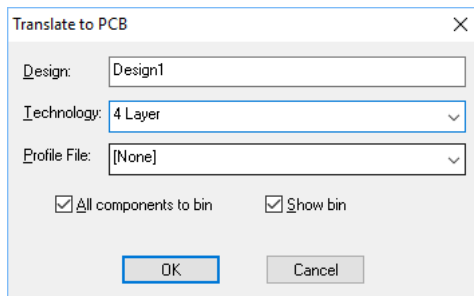 Translate to PCB
Design: Design1
Technology: 4 Layer
Profile File: [None]
All components to bin Show bin
OK Cancel